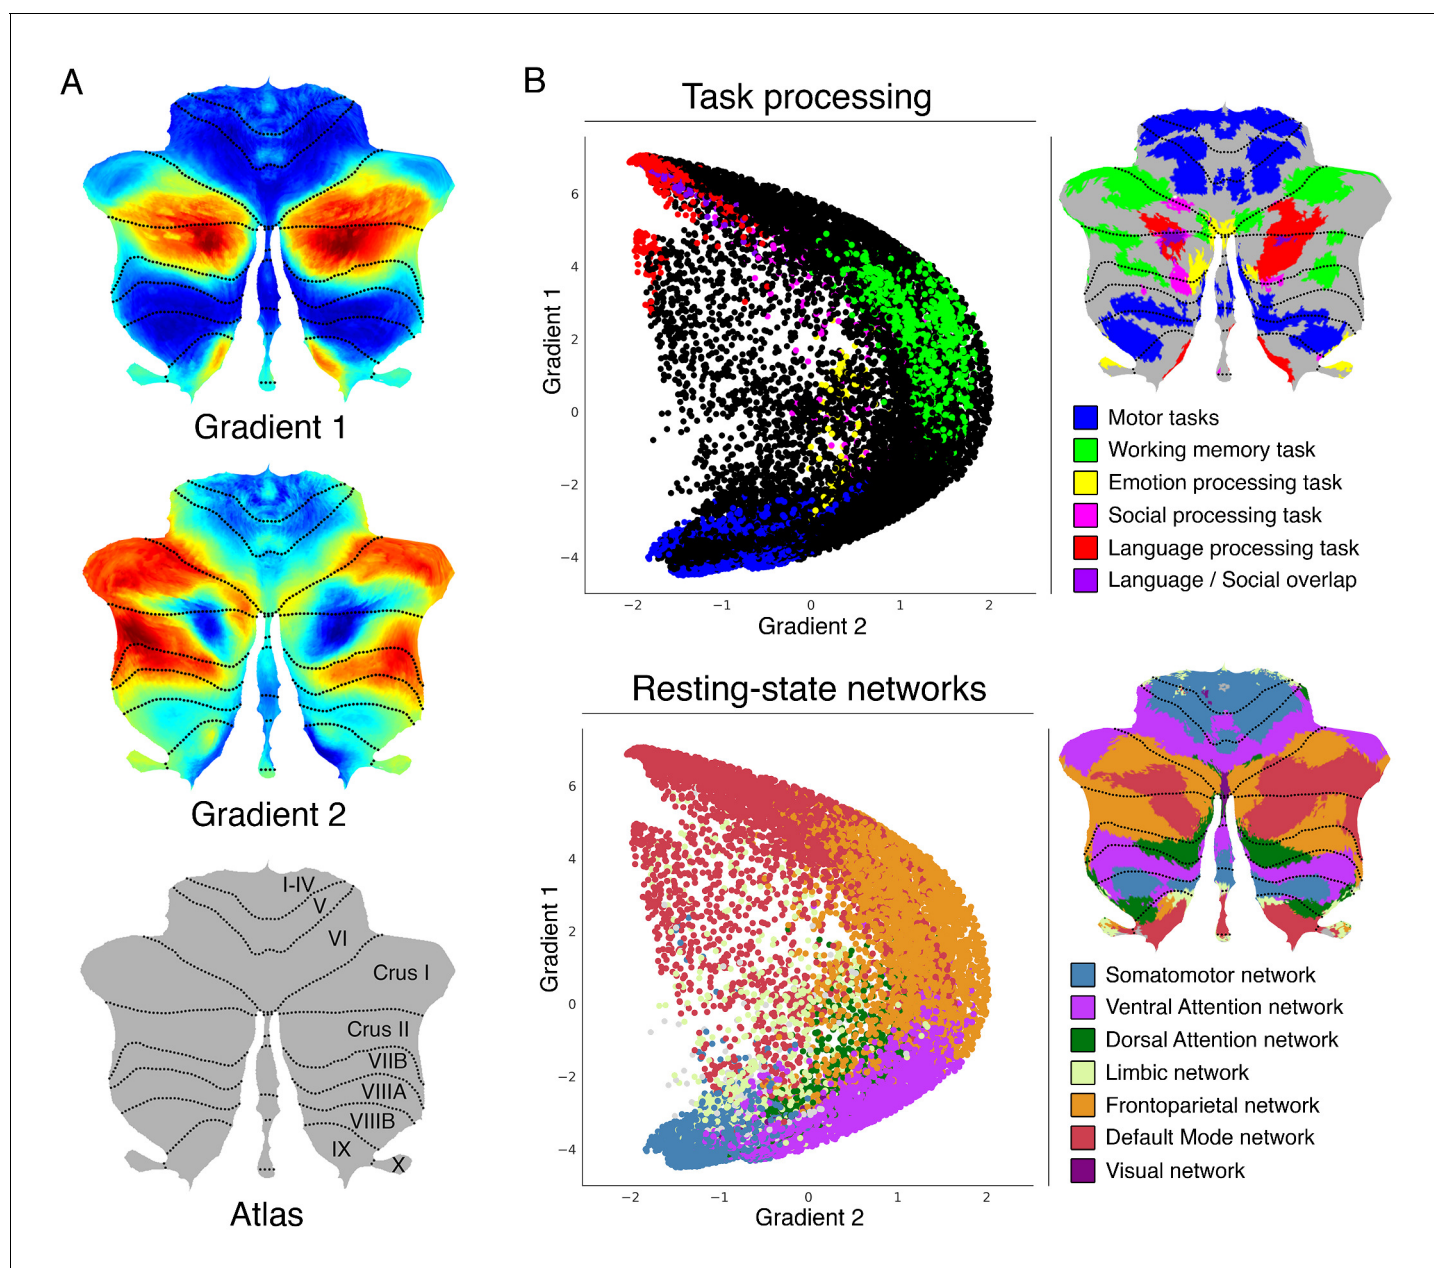 A
Gradient 1
Gradient 2
I-IV
V
VI
Crus I
Crus II
VIIB
VIIIA
VIIIB
IX
X
Atlas
B
Task processing
Gradient 1
6
4
2
0
−2
−4
−2
−1
0
1
2
Gradient 2
Motor tasks
Working memory task
Emotion processing task
Social processing task
Language processing task
Language / Social overlap
Resting-state networks
Gradient 1
6
4
2
0
−2
−4
−2
−1
0
1
2
Gradient 2
Somatomotor network
Ventral Attention network
Dorsal Attention network
Limbic network
Frontoparietal network
Default Mode network
Visual network